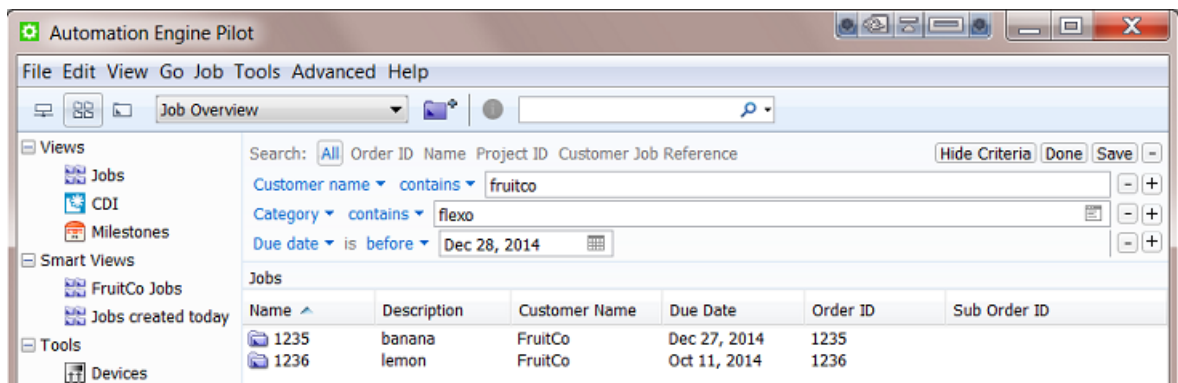 Automation Engine Pilot
File Edit View Go Job Tools Advanced Help
Job Overview
Views
Jobs
CDI
Milestones
Smart Views
FruitCo Jobs
Jobs created today
Tools
Devices
Search: All Order ID Name Project ID Customer Job Reference Hide Criteria Done Save
Customer name contains fruitco
Category contains flexo
Due date is before Dec 28, 2014
Jobs
Name Description Customer Name Due Date Order ID Sub Order ID
1235 banana FruitCo Dec 27, 2014 1235
1236 lemon FruitCo Oct 11, 2014 1236